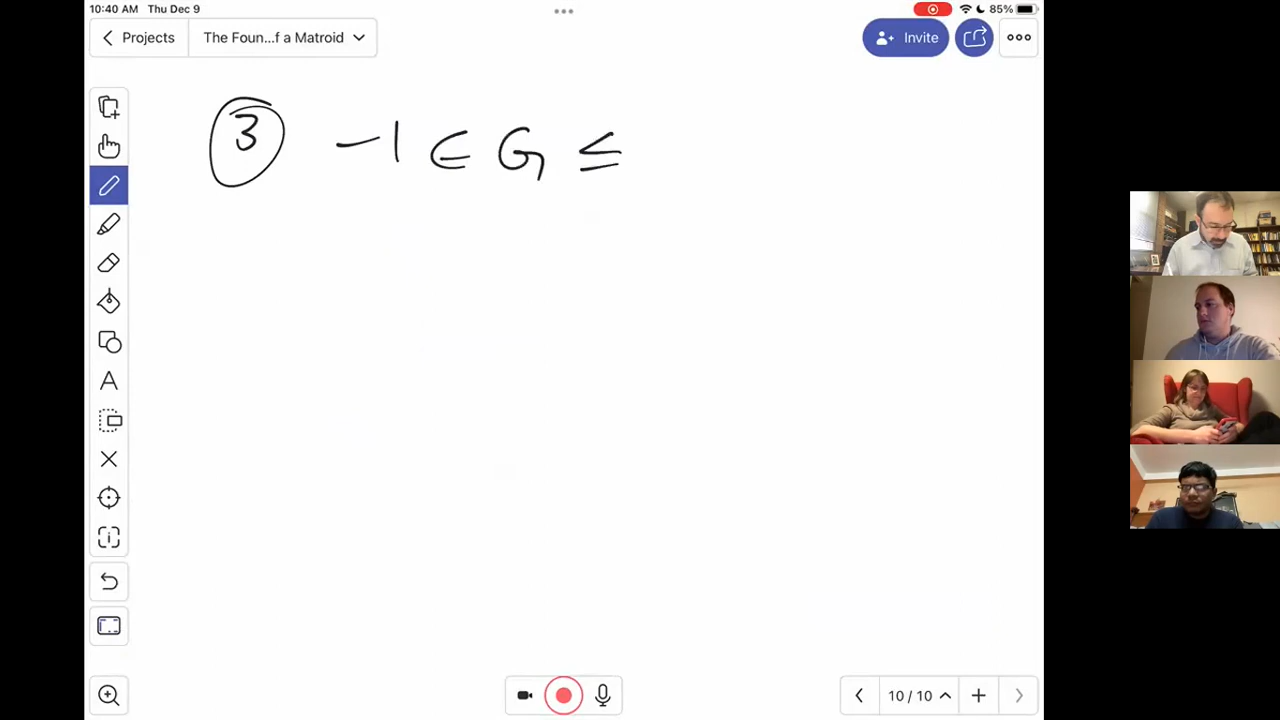 10:40 AM Thu Dec 9
85%
Projects
The Foun...f a Matroid
Invite
3 -1 ∈ G ≤
A
10/10